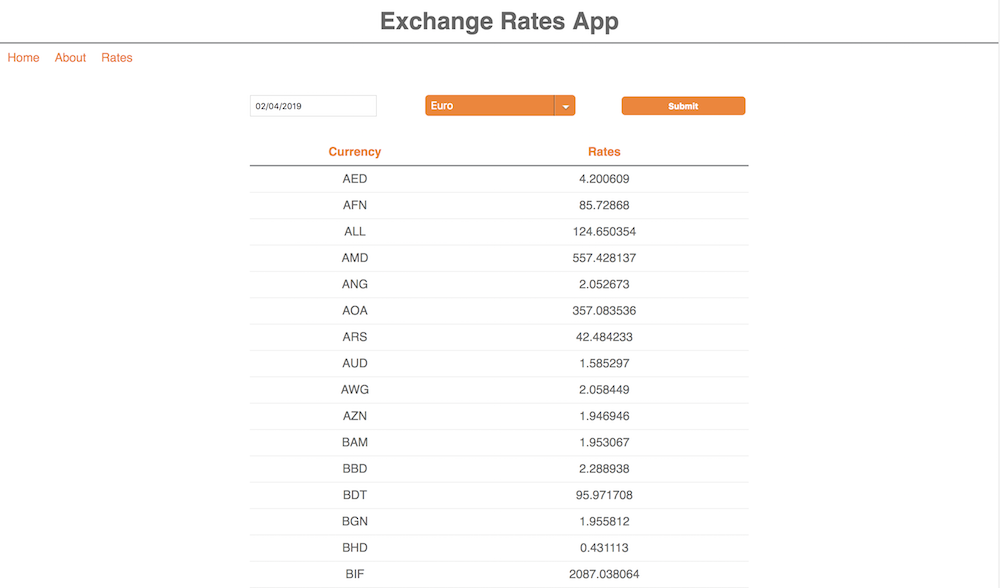 Exchange Rates App
Home About Rates
02/04/2019 Euro Submit
Currency Rates
AED 4.200609
AFN 85.72868
ALL 124.650354
AMD 557.428137
ANG 2.052673
AOA 357.083536
ARS 42.484233
AUD 1.585297
AWG 2.058449
AZN 1.946946
BAM 1.953067
BBD 2.288938
BDT 95.971708
BGN 1.955812
BHD 0.431113
BIF 2087.038064